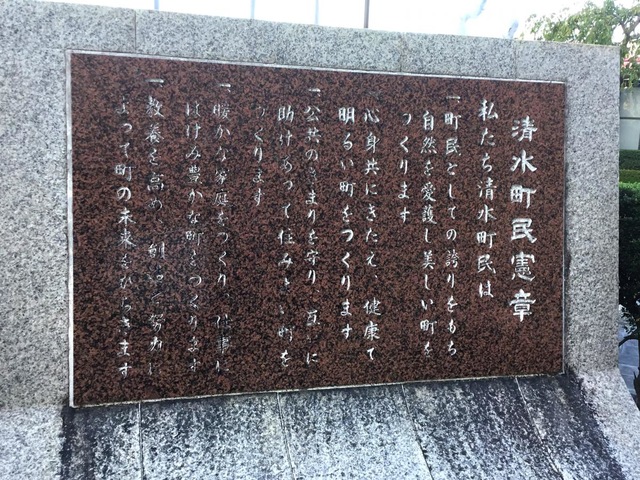 清水町民憲章
私たち清水町民は
一町民としての誇りをもち
自然を愛護し美しい町を
つくります
一心身共にきたえ 健康で
明るい町をつくります
一公共のきまりを守り 互いに
助けあって住みよい町を
つくります
一暖かな家庭をつくり 仕事に
はげみ豊かな町をつくります
一教養を高め 創意と努力に
よって町の未来をひらきます